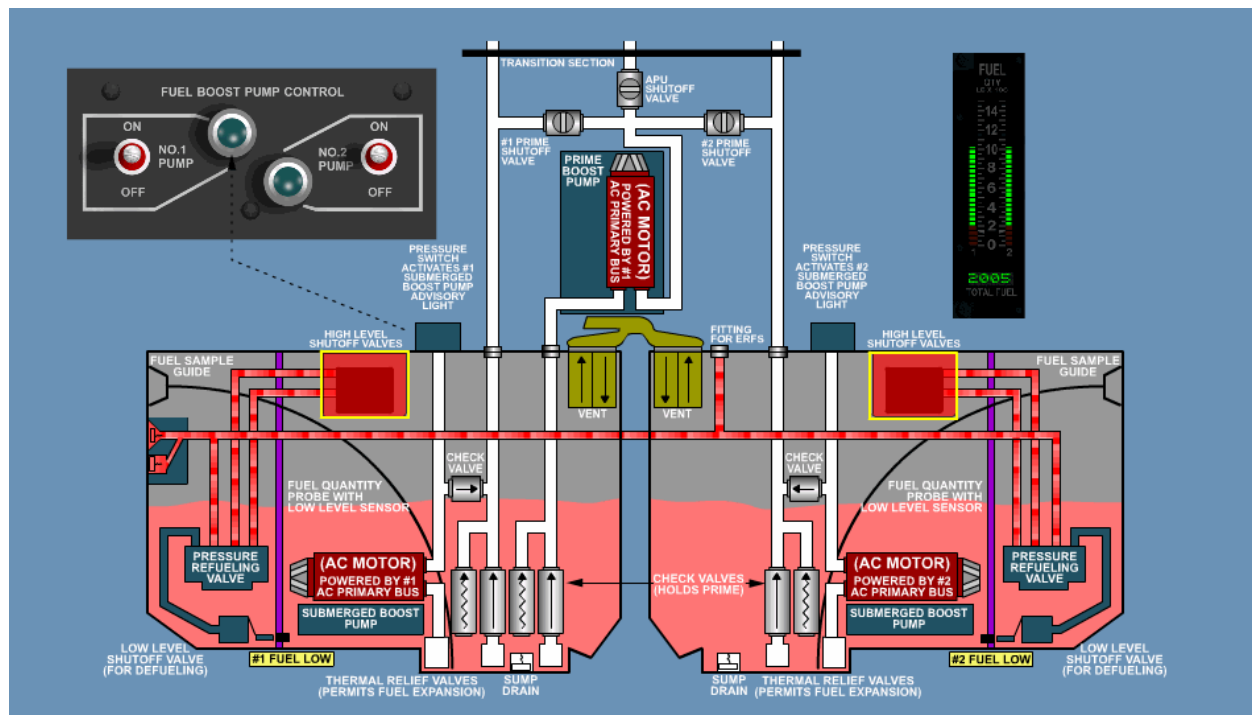 TRANSITION SECTION
FUEL BOOST PUMP CONTROL
ON
NO.1
PUMP
OFF
ON
NO.2
PUMP
OFF
APU
SHUTOFF
VALVE
#1 PRIME
SHUTOFF
VALVE
#2 PRIME
SHUTOFF
VALVE
PRIME
BOOST
PUMP
(AC MOTOR)
POWERED BY #1
AC PRIMARY BUS
FUEL
QTY
LB X 100
14
12
10
8
6
4
2
0
1
2
2005
TOTAL FUEL
PRESSURE
SWITCH
ACTIVATES #1
SUBMERGED
BOOST PUMP
ADVISORY
LIGHT
PRESSURE
SWITCH
ACTIVATES #2
SUBMERGED
BOOST PUMP
ADVISORY
LIGHT
HIGH LEVEL
SHUTOFF VALVES
FITTING
FOR ERFS
HIGH LEVEL
SHUTOFF VALVES
FUEL SAMPLE
GUIDE
FUEL SAMPLE
GUIDE
VENT
VENT
CHECK
VALVE
CHECK
VALVE
FUEL QUANTITY
PROBE WITH
LOW LEVEL SENSOR
FUEL QUANTITY
PROBE WITH
LOW LEVEL SENSOR
PRESSURE
REFUELING
VALVE
(AC MOTOR)
POWERED BY #1
AC PRIMARY BUS
SUBMERGED BOOST
PUMP
CHECK VALVES
(HOLDS PRIME)
(AC MOTOR)
POWERED BY #2
AC PRIMARY BUS
SUBMERGED BOOST
PUMP
PRESSURE
REFUELING
VALVE
LOW LEVEL
SHUTOFF VALVE
(FOR DEFUELING)
#1 FUEL LOW
THERMAL RELIEF VALVES
(PERMITS FUEL EXPANSION)
SUMP
DRAIN
SUMP
DRAIN
THERMAL RELIEF VALVES
(PERMITS FUEL EXPANSION)
#2 FUEL LOW
LOW LEVEL
SHUTOFF VALVE
(FOR DEFUELING)